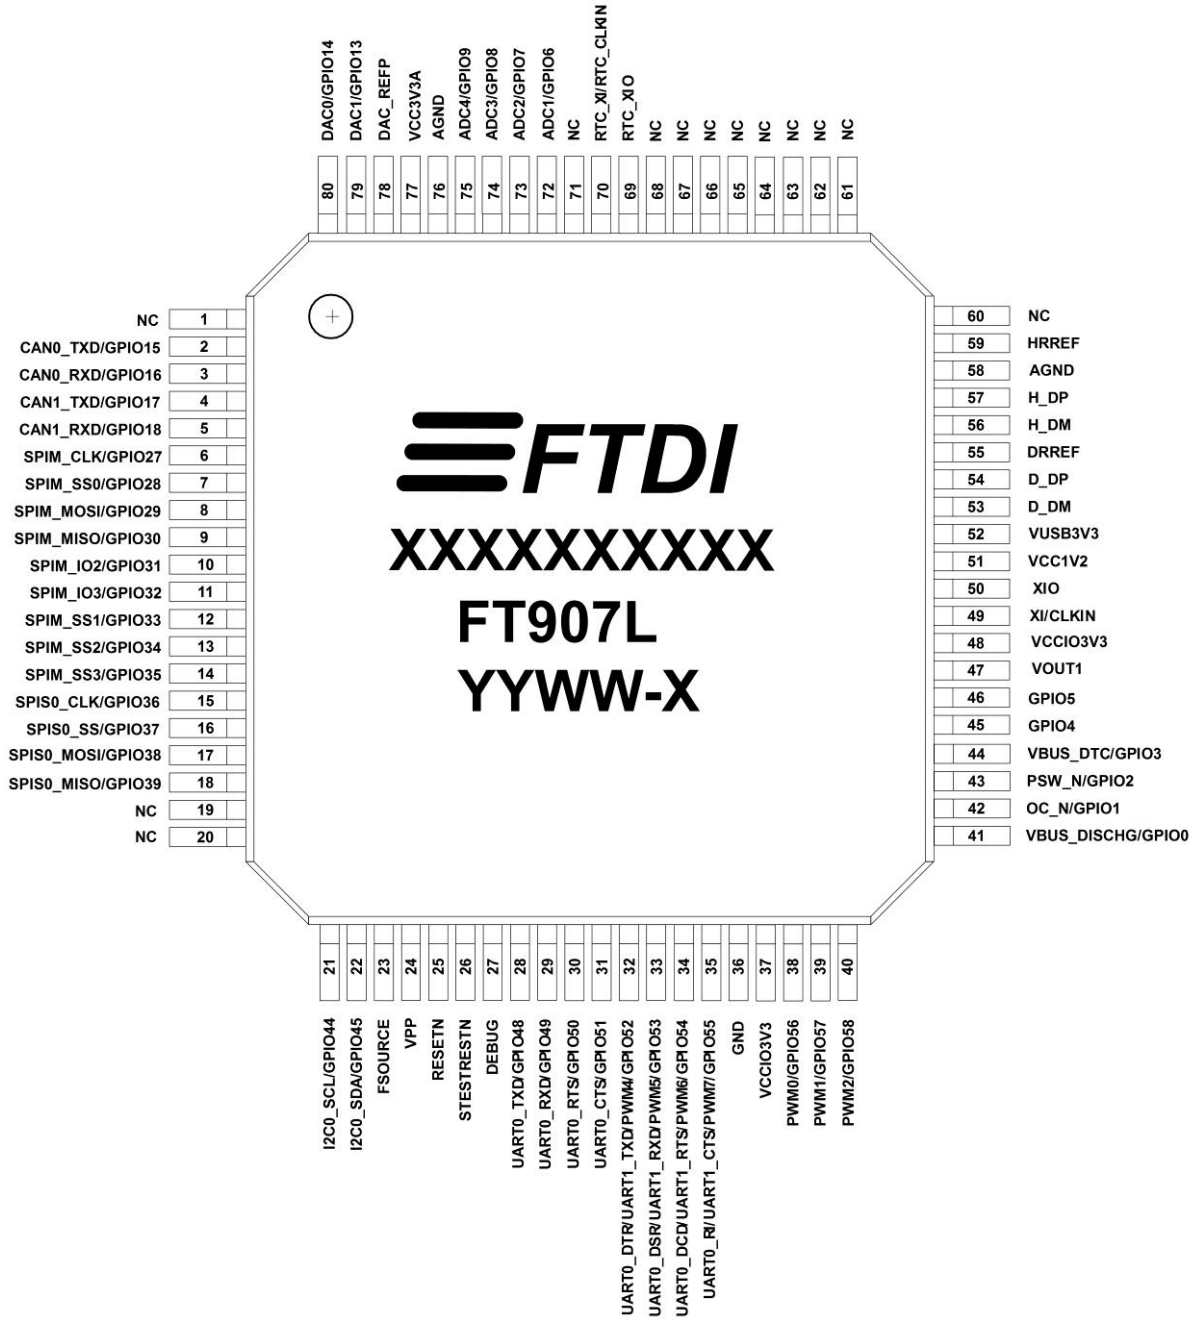 DAC0/GPIO14
DAC1/GPIO13
DAC_REFP
VCC3V3A
AGND
ADC4/GPIO9
ADC3/GPIO8
ADC2/GPIO7
ADC1/GPIO6
NC
RTC_XI/RTC_CLKIN
RTC_XIO
NC
NC
NC
NC
NC
NC
NC
NC
80
79
78
77
76
75
74
73
72
71
70
69
68
67
66
65
64
63
62
61
NC 1
CAN0_TXD/GPIO15 2
CAN0_RXD/GPIO16 3
CAN1_TXD/GPIO17 4
CAN1_RXD/GPIO18 5
SPIM_CLK/GPIO27 6
SPIM_SS0/GPIO28 7
SPIM_MOSI/GPIO29 8
SPIM_MISO/GPIO30 9
SPIM_IO2/GPIO31 10
SPIM_IO3/GPIO32 11
SPIM_SS1/GPIO33 12
SPIM_SS2/GPIO34 13
SPIM_SS3/GPIO35 14
SPIS0_CLK/GPIO36 15
SPIS0_SS/GPIO37 16
SPIS0_MOSI/GPIO38 17
SPIS0_MISO/GPIO39 18
NC 19
NC 20
FTDI
XXXXXXXXXX
FT907L
YYWW-X
60 NC
59 HRREF
58 AGND
57 H_DP
56 H_DM
55 DRREF
54 D_DP
53 D_DM
52 VUSB3V3
51 VCC1V2
50 XIO
49 XI/CLKIN
48 VCCIO3V3
47 VOUT1
46 GPIO5
45 GPIO4
44 VBUS_DTC/GPIO3
43 PSW_N/GPIO2
42 OC_N/GPIO1
41 VBUS_DISCHG/GPIO0
21
22
23
24
25
26
27
28
29
30
31
32
33
34
35
36
37
38
39
40
I2C0_SCL/GPIO44
I2C0_SDA/GPIO45
FSOURCE
VPP
RESETN
STESTRESTN
DEBUG
UART0_TXD/GPIO48
UART0_RXD/GPIO49
UART0_RTS/GPIO50
UART0_CTS/GPIO51
UART0_DTR/UART1_TXD/PWM4/GPIO52
UART0_DSR/UART1_RXD/PWM5/GPIO53
UART0_DCD/UART1_RTS/PWM6/GPIO54
UART0_RI/UART1_CTS/PWM7/GPIO55
GND
VCCIO3V3
PWM0/GPIO56
PWM1/GPIO57
PWM2/GPIO58